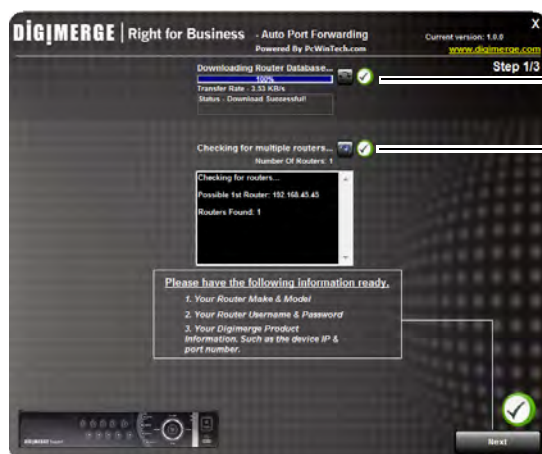 DIGIMERGE | Right for Business - Auto Port Forwarding
Powered By PcWinTech.com
Current version: 1.0.0
X
www.digimerge.com
Step 1/3
Downloading Router Database...
100%
Transfer Rate - 3.53 KB/s
Status - Download Successful!
Checking for multiple routers...
Number Of Routers: 1
Checking for routers...
Possible 1st Router: 192.168.45.45
Routers Found: 1
Please have the following information ready.
1. Your Router Make & Model
2. Your Router Username & Password
3. Your Digimerge Product
Information. Such as the device IP &
port number.
DIGIMERGE
Next